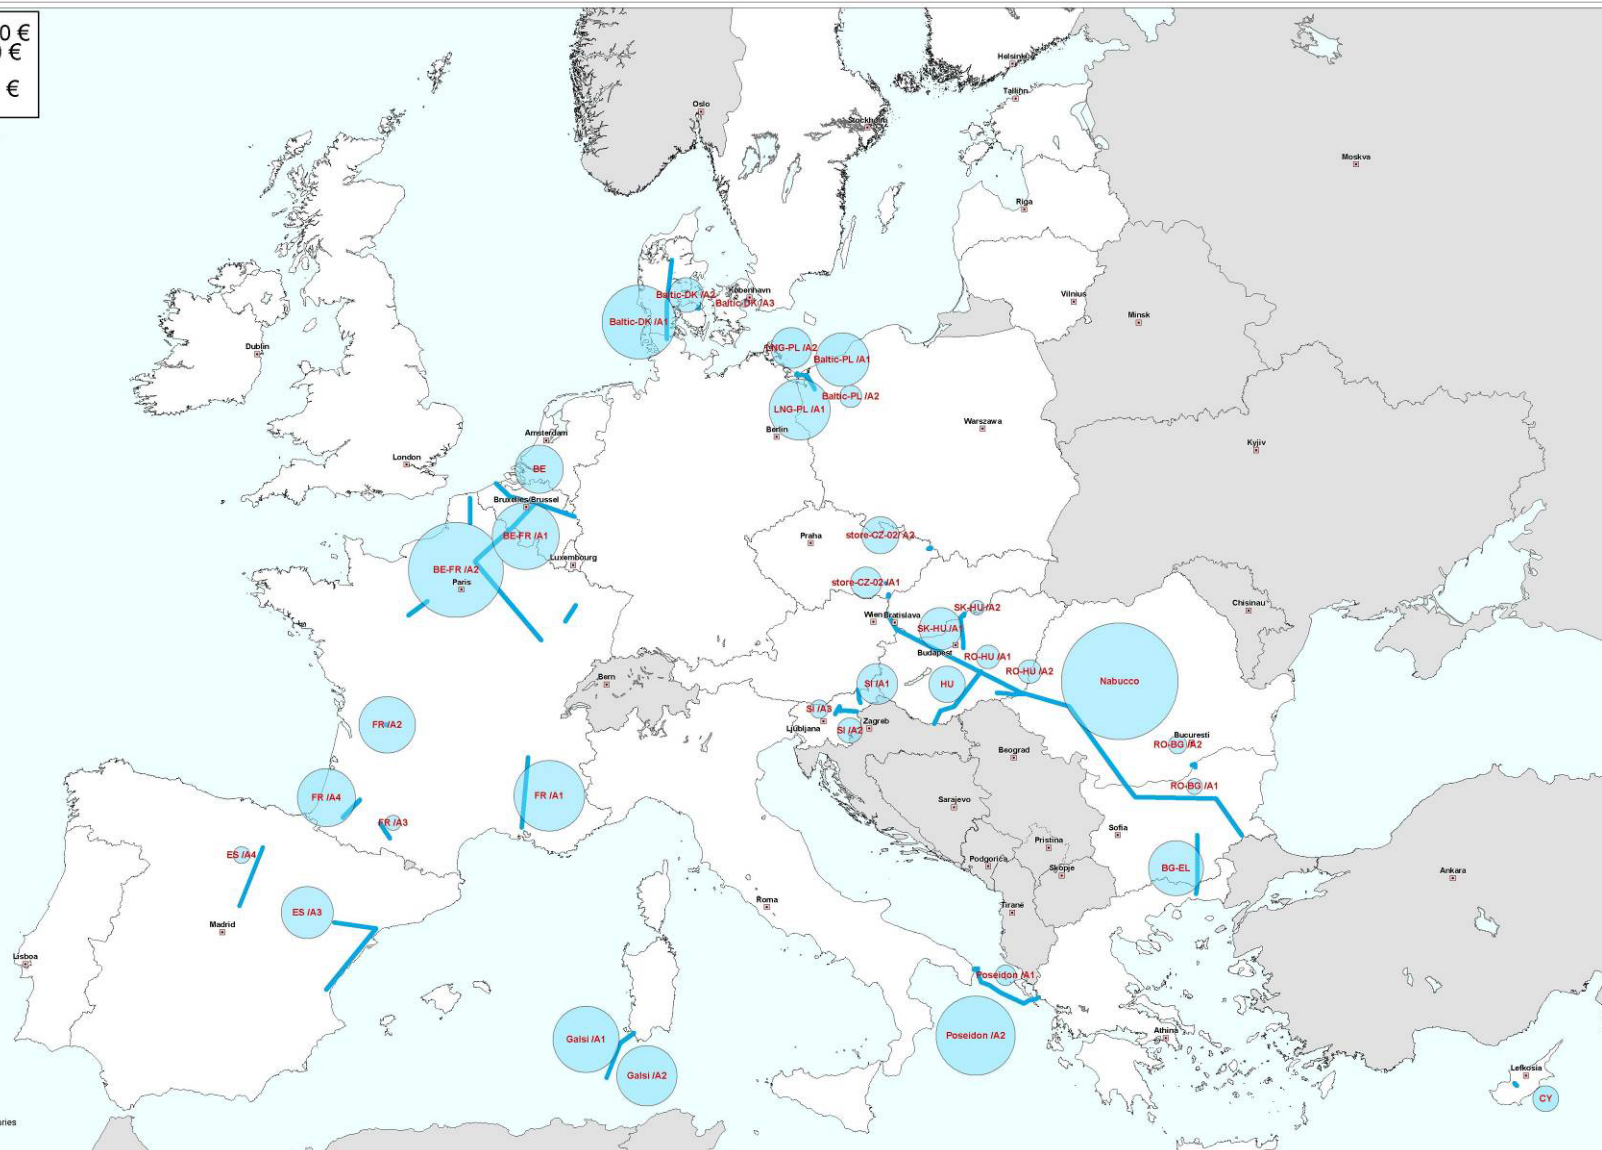 0 €
€
€
Helsinki
Tallinn
Oslo
Stockholm
Moskva
Riga
Baltic-DK /A2
København
Baltic-DK /A3
Vilnius
Minsk
Baltic-DK /A1
Dublin
LNG-PL /A2
Baltic-PL /A1
Baltic-PL /A2
LNG-PL /A1
Warszawa
Berlin
Amsterdam
Kyjiv
London
BE
Bruxelles/Brussel
BE-FR /A1
Praha
store-CZ-02/ A2
Luxembourg
BE-FR /A2
Paris
store-CZ-02 /A1
Chisinau
SK-HU /A2
Wien
Bratislava
SK-HU /A1
Budapest
RO-HU /A1
RO-HU /A2
Bern
SI /A1
HU
Nabucco
SI /A3
Ljubljana
SI /A2
Zagreb
FR /A2
Bucuresti
RO-BG /A2
Beograd
RO-BG /A1
FR /A4
FR /A1
Sarajevo
FR /A3
Sofia
Pristina
ES /A4
Podgorica
Skopje
BG-EL
Ankara
Roma
Tirane
ES /A3
Madrid
Lisboa
Poseidon /A1
Galsi /A1
Poseidon /A2
Athina
Galsi /A2
Lefkosia
CY